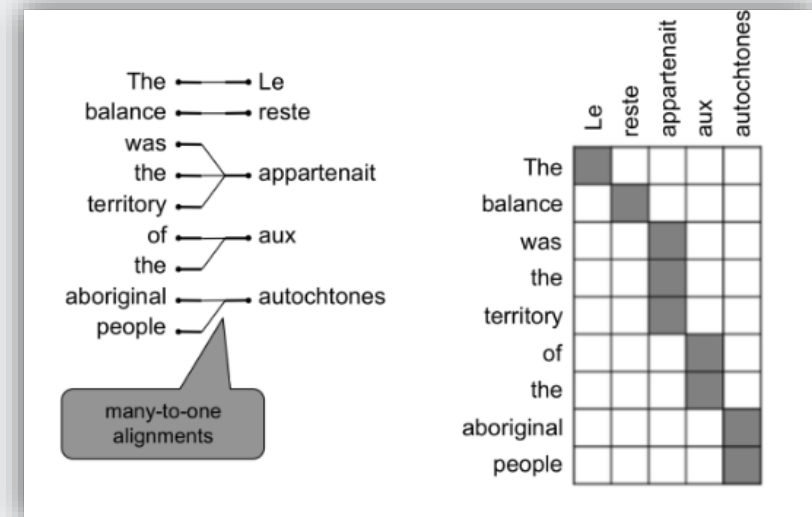 The Le
balance reste
was
the appartenait
territory
of aux
the
aboriginal autochtones
people
many-to-one
alignments
Le reste appartenait aux autochtones
The
balance
was
the
territory
of
the
aboriginal
people